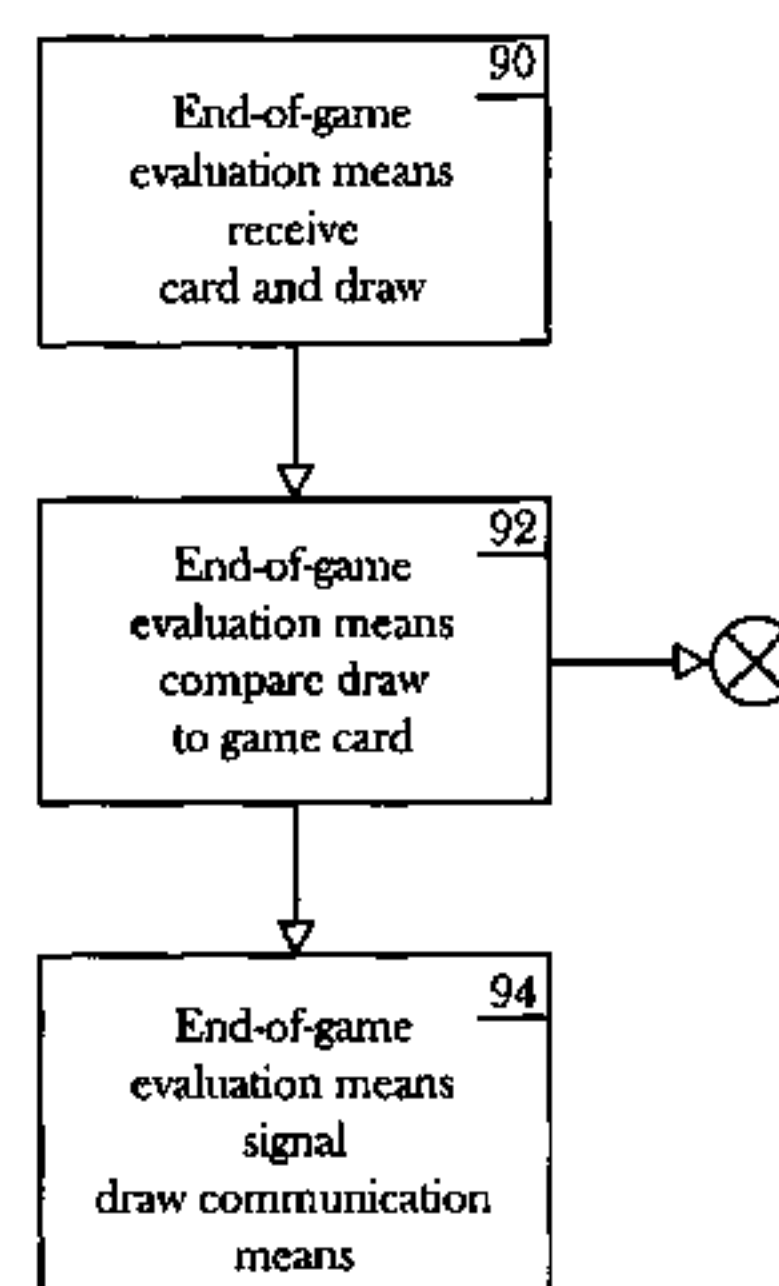 90
End-of-game
evaluation means
receive
card and draw
92
End-of-game
evaluation means
compare draw
to game card
94
End-of-game
evaluation means
signal
draw communication
means